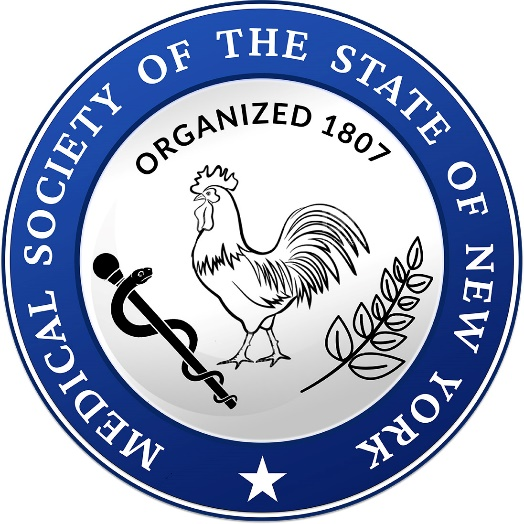 MEDICAL SOCIETY OF THE STATE OF NEW YORK
ORGANIZED 1807